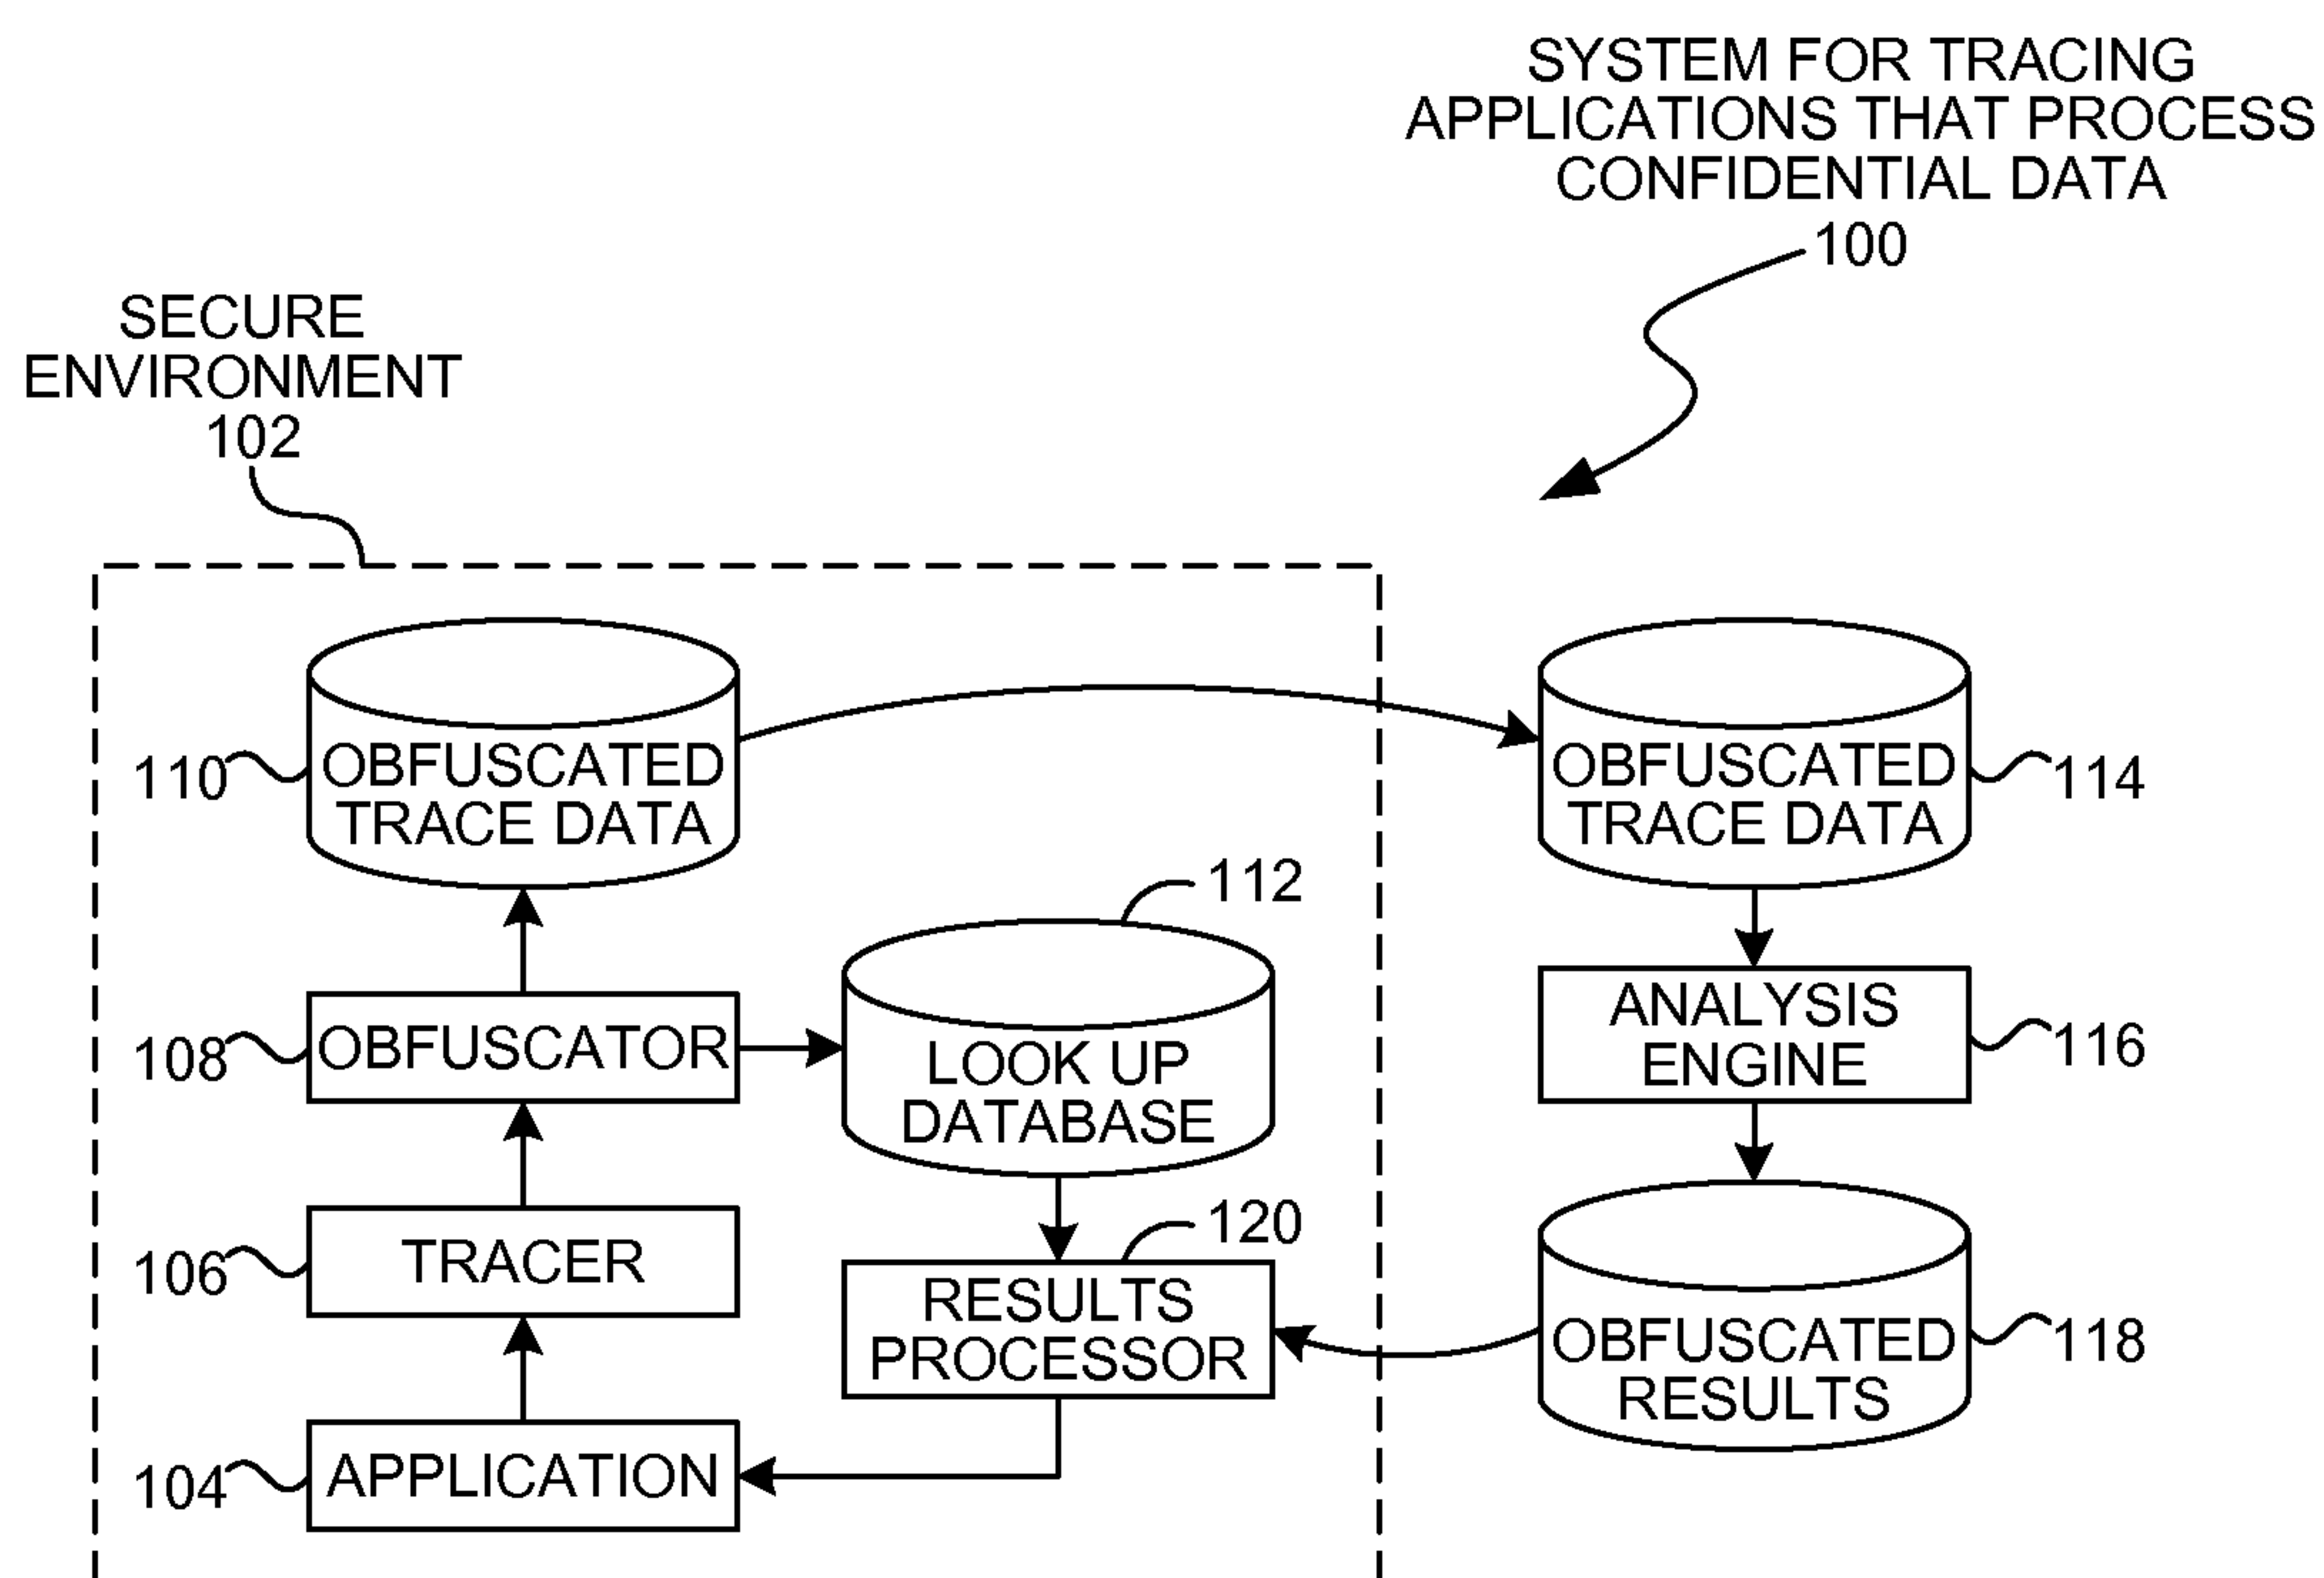 SYSTEM FOR TRACING
APPLICATIONS THAT PROCESS
CONFIDENTIAL DATA
100
SECURE
ENVIRONMENT
102
110
OBFUSCATED
TRACE DATA
OBFUSCATED
TRACE DATA
114
112
108
OBFUSCATOR
LOOK UP
DATABASE
ANALYSIS
ENGINE
116
106
TRACER
120
RESULTS
PROCESSOR
OBFUSCATED
RESULTS
118
104
APPLICATION